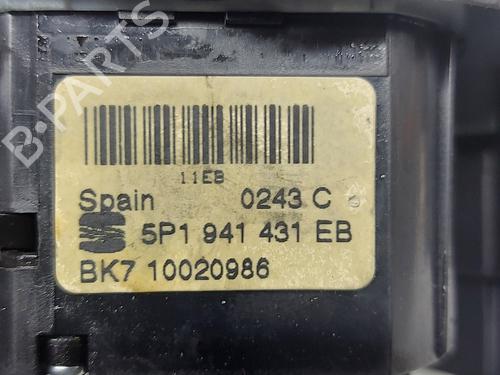 B-PARTS
11EB
Spain 0243 C
5P1 941 431 EB
BK7 10020986